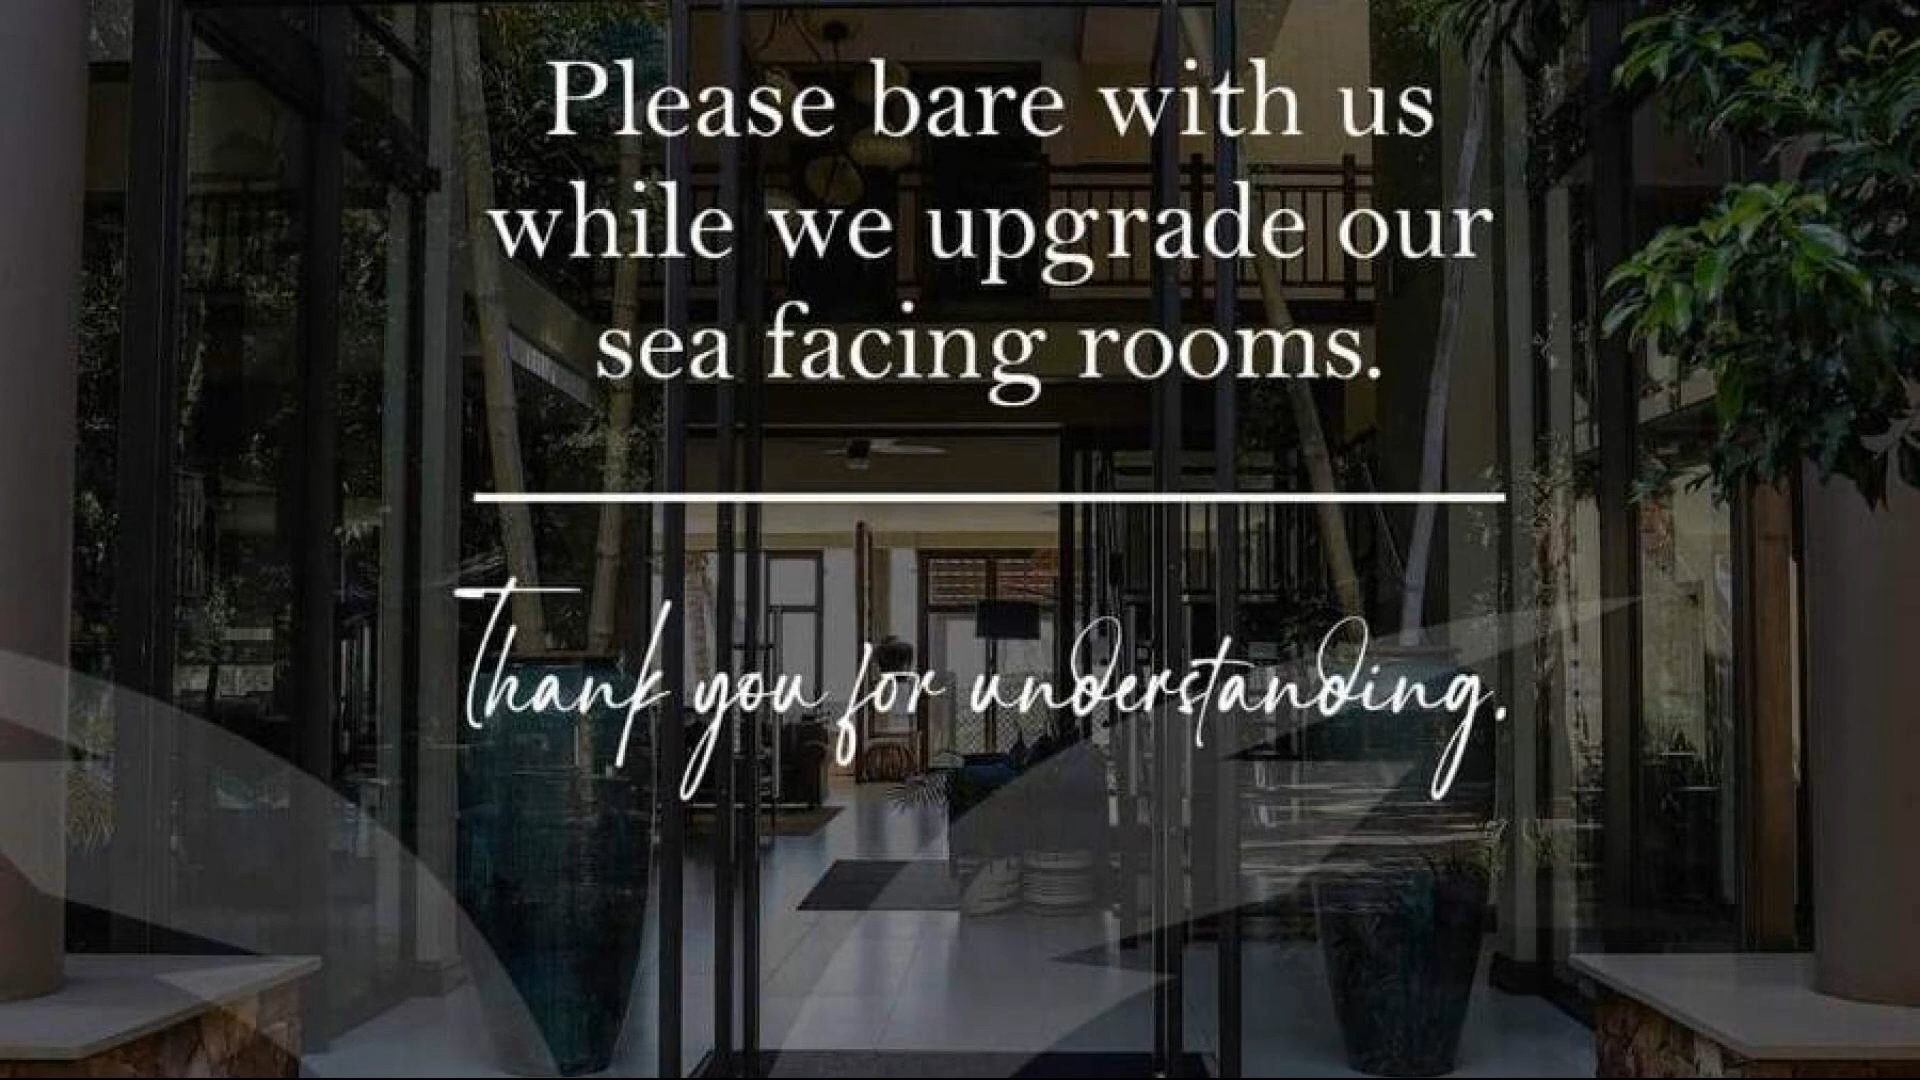 Please bare with us
while we upgrade our
sea facing rooms.
Thank you for understanding.